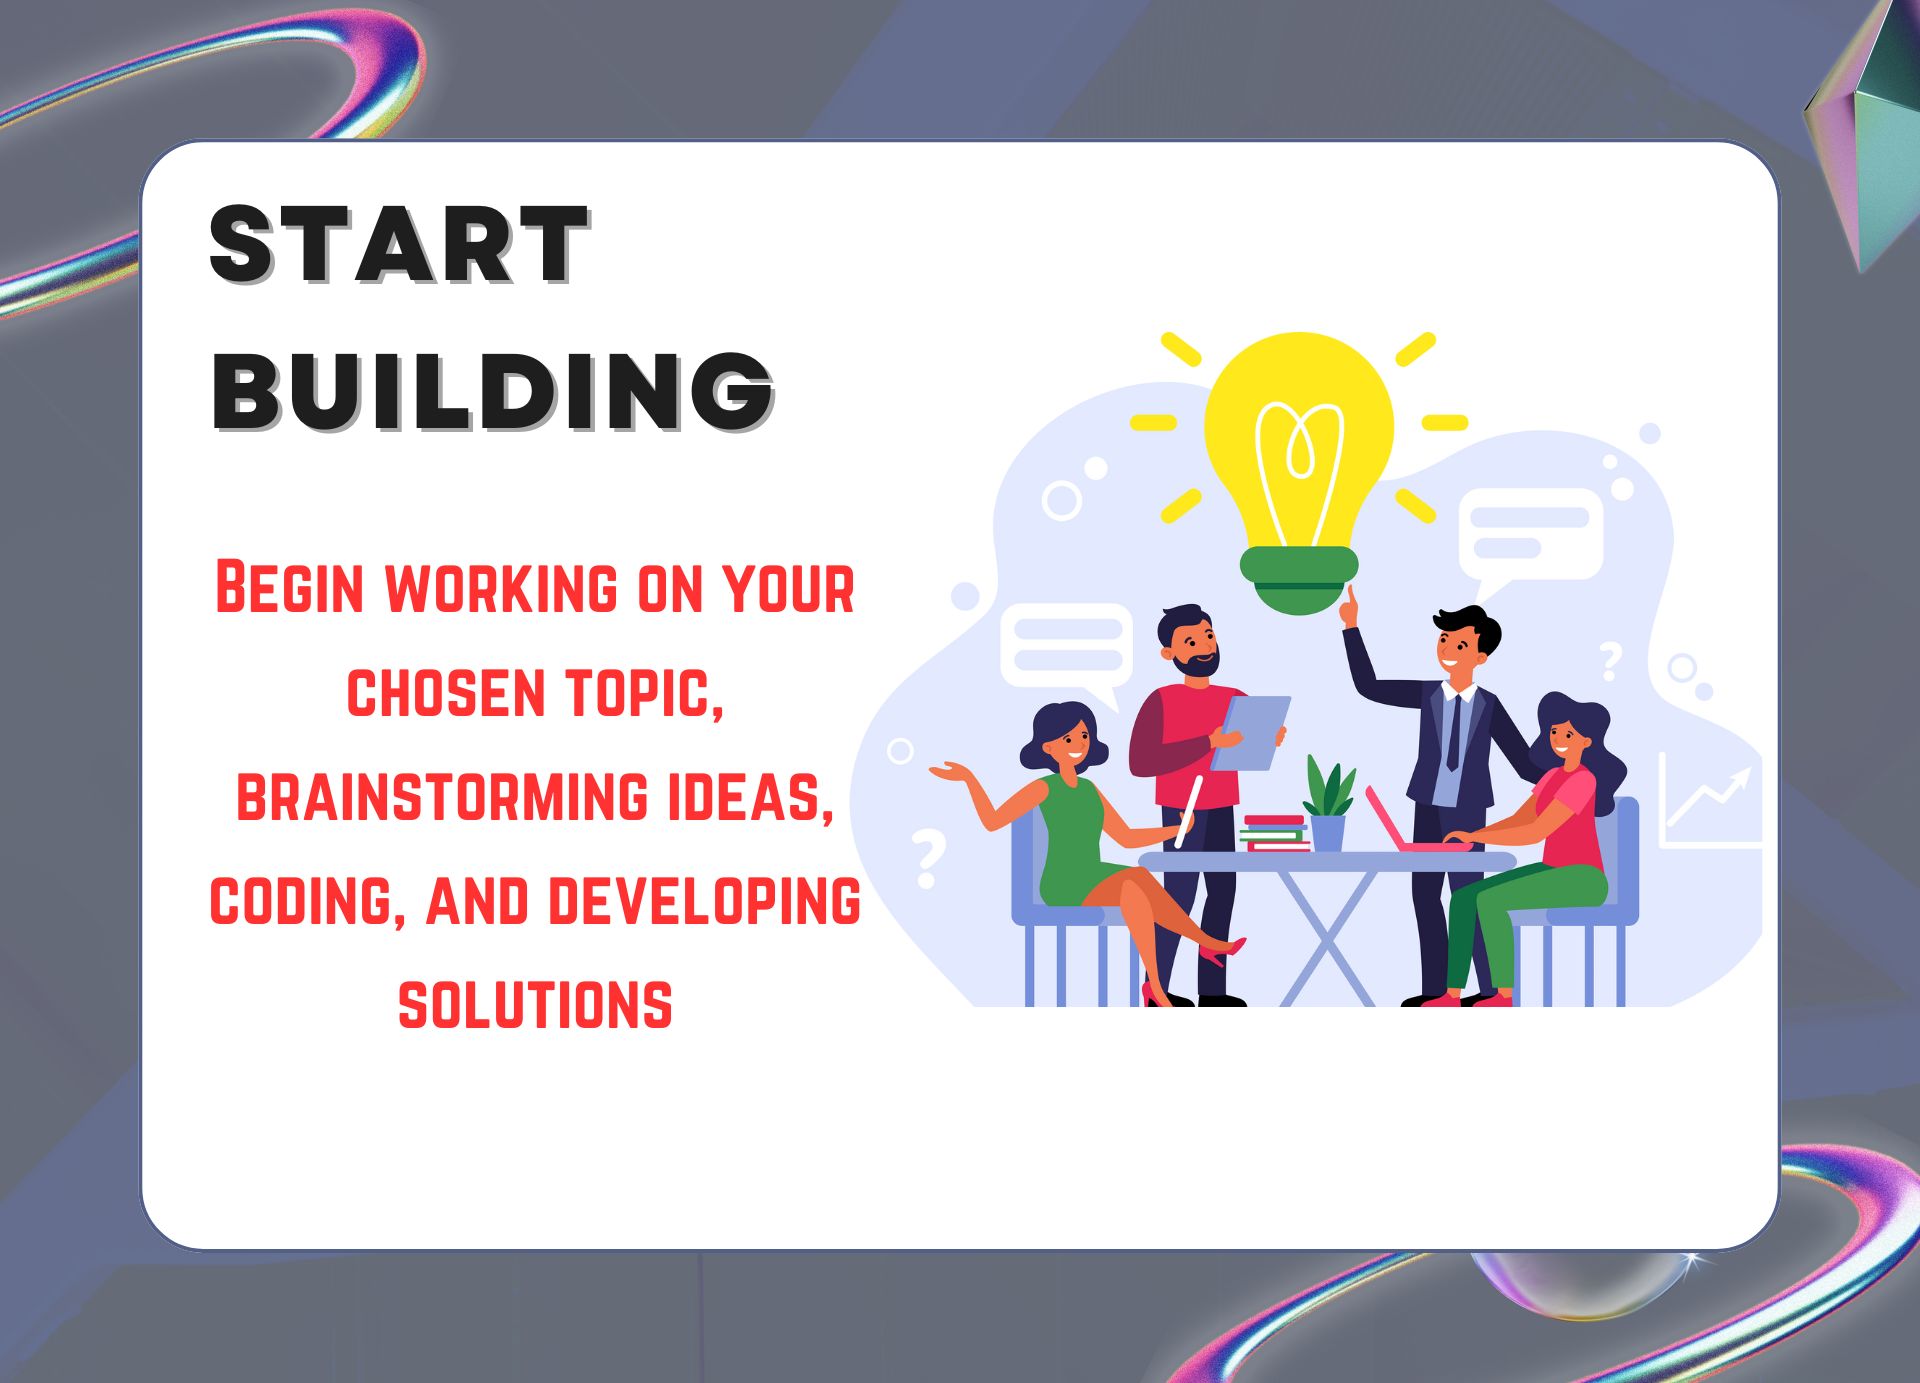 START
BUILDING
Begin working on your
chosen topic,
brainstorming ideas,
coding, and developing
solutions
?
?